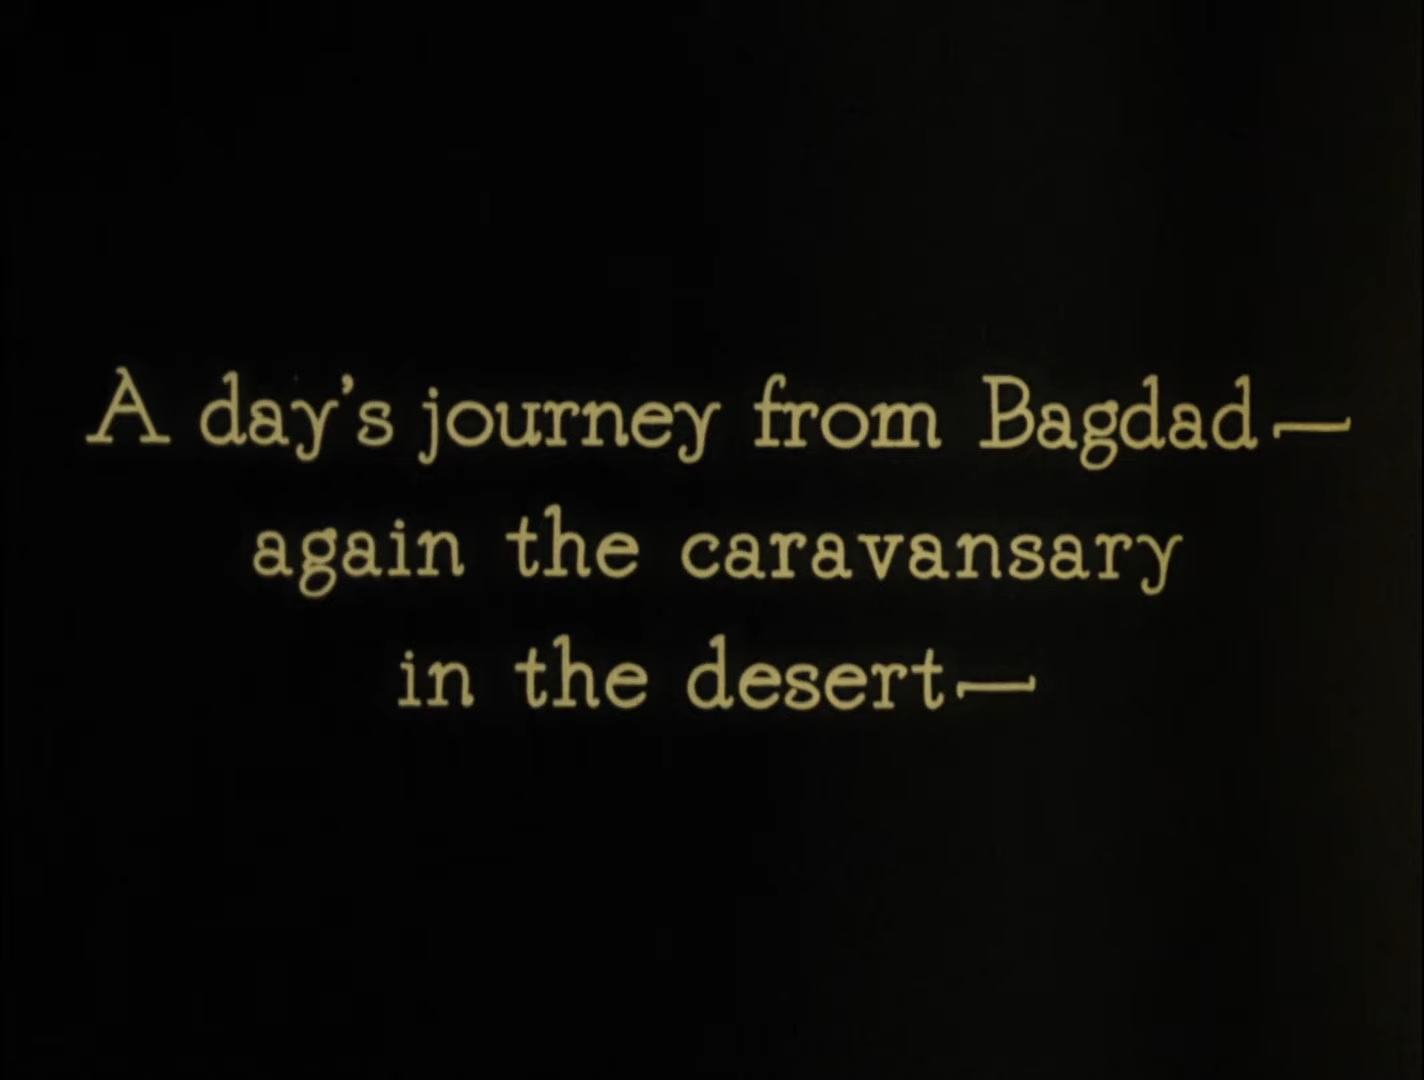 A day's journey from Bagdad—
again the caravansary
in the desert—